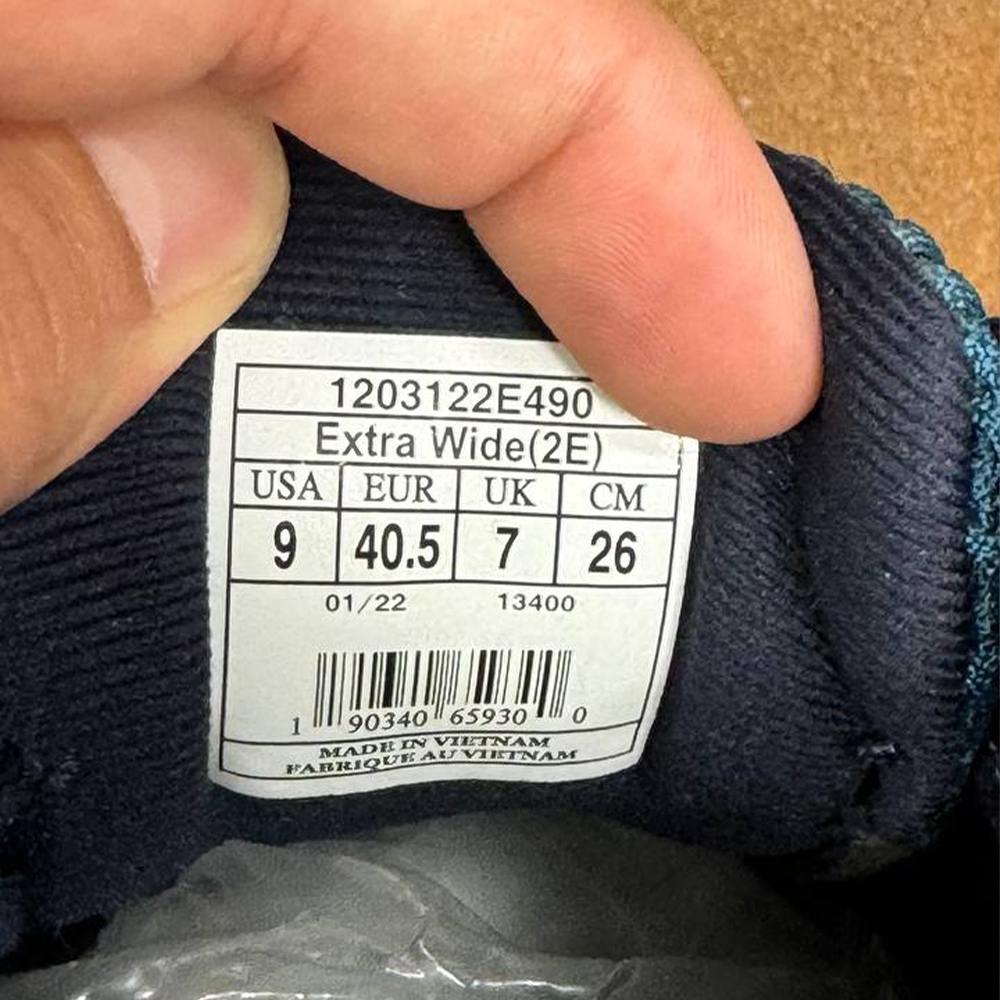 1203122E490
Extra Wide(2E)
USA EUR UK CM
9 40.5 7 26
01/22 13400
1 90340 65930 0
MADE IN VIETNAM
FABRIQUE AU VIETNAM